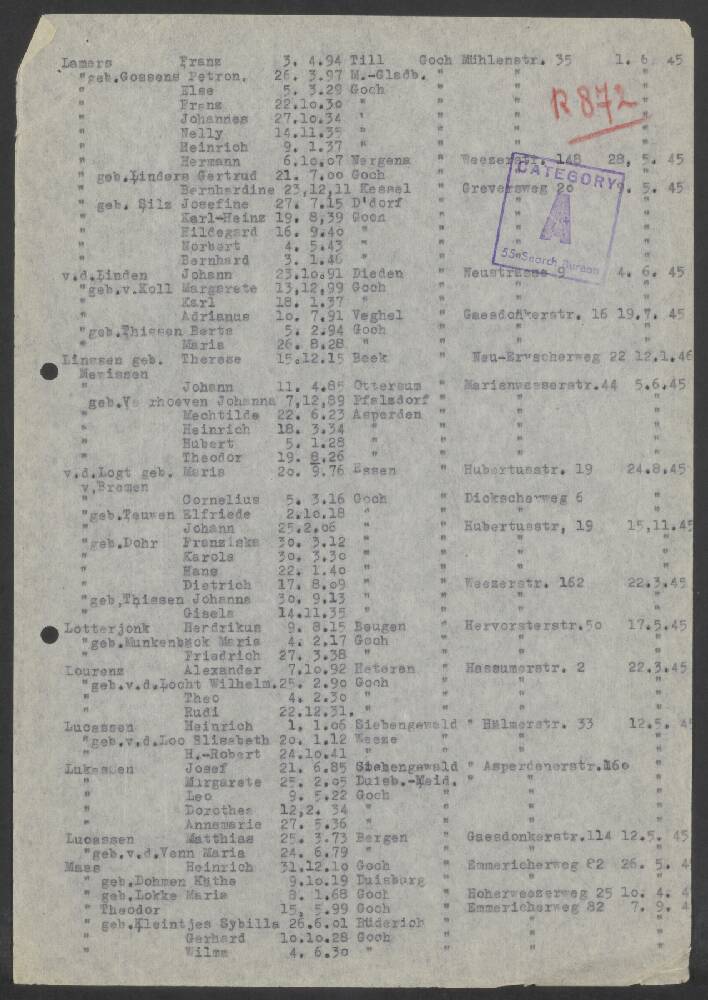 Lamers Franz 3. 4.94 Till Goch Mühlenstr. 35 1. 6. 45
" geb.Gossens Petron. 26. 3.97 M.-Gladb. " " "
" Else 5. 3.29 Goch " " "
" Franz 22.10.30 " " " "
" Johannes 27.10.34 " " " "
" Nelly 14.11.35 " " " "
" Heinrich 9. 1.37 " " " "
R 872
" Hermann 6.10.07 " Weezerstr. 148 28, 5. 45
" geb.Linders Gertrud 21. 7.00 Goch " " "
" Bernhardine 23,12,11 Kessel " Greversweg 20 9. 5. 45
" geb. Silz Josefine 27. 7.15 D'dorf " " "
" Karl-Heinz 19. 8,39 Goch " " "
" Hildegard 16. 9.40 " " " "
" Norbert 4. 5.43 " " " "
" Bernhard 3. 1.46 " " " "
CATEGORY
A
Search Bureau
v.d.Linden Johann 23.10.91 Dieden " Neustrasse 9 4. 6. 45
" geb.v.Koll Margarete 13,12,99 Goch " " "
" Karl 18. 1.37 " " " "
" Adrianus 10. 7.91 Veghel " Gaesdonkerstr. 16 19.7. 45
" geb.Thissen Berta 5. 2.94 Goch " " "
" Maria 26. 8.28 " " " "
Linssen geb. Therese 15.12.15 Beek " Neu-Erwscherweg 22 12.1.46
Merissen
" Johann 11. 4.85 Ottersum " Marienwasserstr.44 5.6.45
" geb. rhoeven Johanna 7,12,89 Pfalzdorf " " "
" Mechtilde 22. 6.23 Asperden " " "
" Heinrich 18. 3.34 " " " "
" Hubert 5. 1.28 " " " "
" Theodor 19. 8,26 " " " "
v.d.Logt geb. Maria 20. 9.76 Essen " Hubertusstr. 19 24.8.45
v,Bremen
" Cornelius 5. 3.16 Goch " Dickscherweg 6 "
" geb.Teuwen Elfriede 2.10.18 " " " "
" Johann 25.2.06 " " Hubertusstr, 19 15,11.45
" geb.Dohr Franziska 30. 3.12 " " " "
" Karola 30. 3.30 " " " "
" Hans 22. 1.40 " " " "
" Dietrich 17. 8.09 " " Weezerstr. 162 22.3.45
" geb,Thissen Johanna 30. 9.13 " " " "
" Gisela 14.11.35 " " " "
Lotterjonk Herdrikus 9. 8.15 Beugen " Hervorsterstr.50 17.5.45
" geb.Munkenbeck Maria 4. 2,17 Goch " " "
" Friedrich 27. 3.38 " " " "
Lourenz Alexander 7,10.92 Heteren " Hassumerstr. 2 22.3.45
" geb.v.d.Locht Wilhelm.25. 2.90 Goch " " "
" Theo 4. 2.30 " " " "
" Rudi 22.12.31. " " " "
Lucassen Heinrich 1. 1.06 Siebengewald " Hülmerstr. 33 12.5. 4
" geb.v.d.Loo Elisabeth 20. 1.12 Weeze " " "
" H.-Robert 24.10.41 " " " "
Lukassen Josef 21. 6.85 Siebengewald " Asperdenerstr.160 "
" Margarete 25. 2.05 Duisb.-Meid. " " "
" Leo 9. 5.22 Goch " " "
" Dorothea 12,2. 34 " " " "
" Annemarie 27. 5.36 " " " "
Lucassen Matthias 25. 3.73 Bergen " Gaesdonkerstr.114 12.5. 45
" geb.v.d.Venn Maria 24. 6.79 " " " "
Maas Heinrich 31,12.10 Goch " Emmericherweg 82 26. 5. 4
" geb.Dohmen Käthe 9.10.19 Duisburg " " "
" geb.Lokke Maria 8. 1.68 Goch " Hoherweezerweg 25 10. 4. 4
" Theodor 15, 5.99 Goch " Emmericherweg 82 7. 9. 4
" geb.Kleintjes Sybilla 26.6.01 Büderich " " "
" Gerhard 10.10.28 Goch " " "
" Wilma 4. 6.30 " " " "